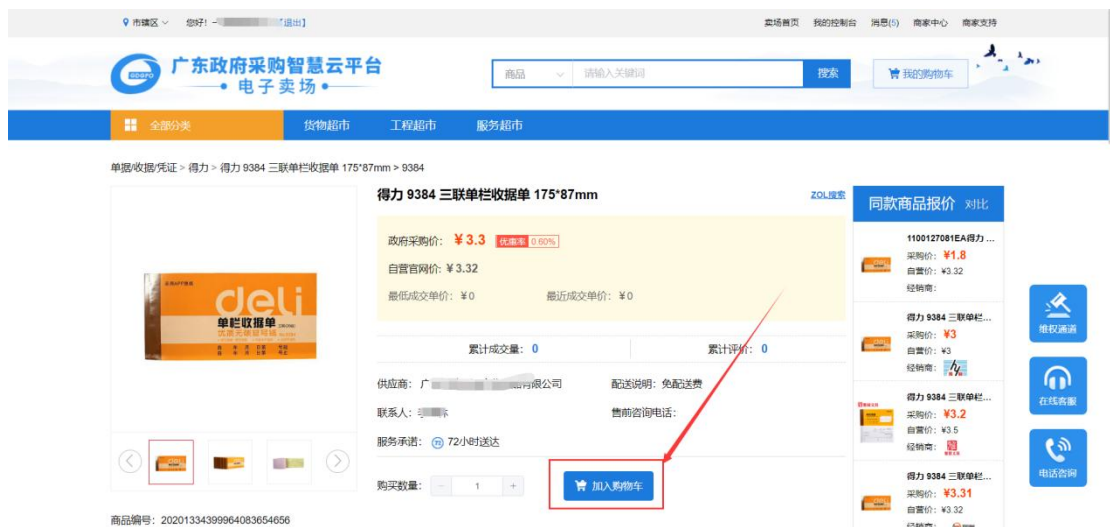 市辖区
您好!
【退出】
卖场首页 我的控制台 消息(5) 商家中心 商家支持
GDGPO
广东政府采购智慧云平台
• 电子卖场 •
商品 请输入关键词 搜索
我的购物车
全部分类 货物超市 工程超市 服务超市
单据/收据/凭证 > 得力 > 得力 9384 三联单栏收据单 175*87mm > 9384
得力 9384 三联单栏收据单 175*87mm
ZOL搜索
政府采购价: ¥3.3 优惠率 0.60%
自营官网价: ¥3.32
最低成交单价: ¥0 最近成交单价: ¥0
累计成交量: 0 累计评价: 0
供应商: 广 有限公司 配送说明: 免配送费
联系人: 售前咨询电话:
服务承诺: 72小时送达
购买数量: - 1 + 加入购物车
deli
单栏收据单
商品编号: 20201334399964083654656
同款商品报价 对比
1100127081EA得力 ...
采购价: ¥1.8
自营价: ¥3.32
经销商:
得力 9384 三联单栏...
采购价: ¥3
自营价: ¥3
经销商:
得力 9384 三联单栏...
采购价: ¥3.2
自营价: ¥3.5
经销商:
得力 9384 三联单栏...
采购价: ¥3.31
自营价: ¥3.32
经销商:
维权通道
在线客服
电话咨询